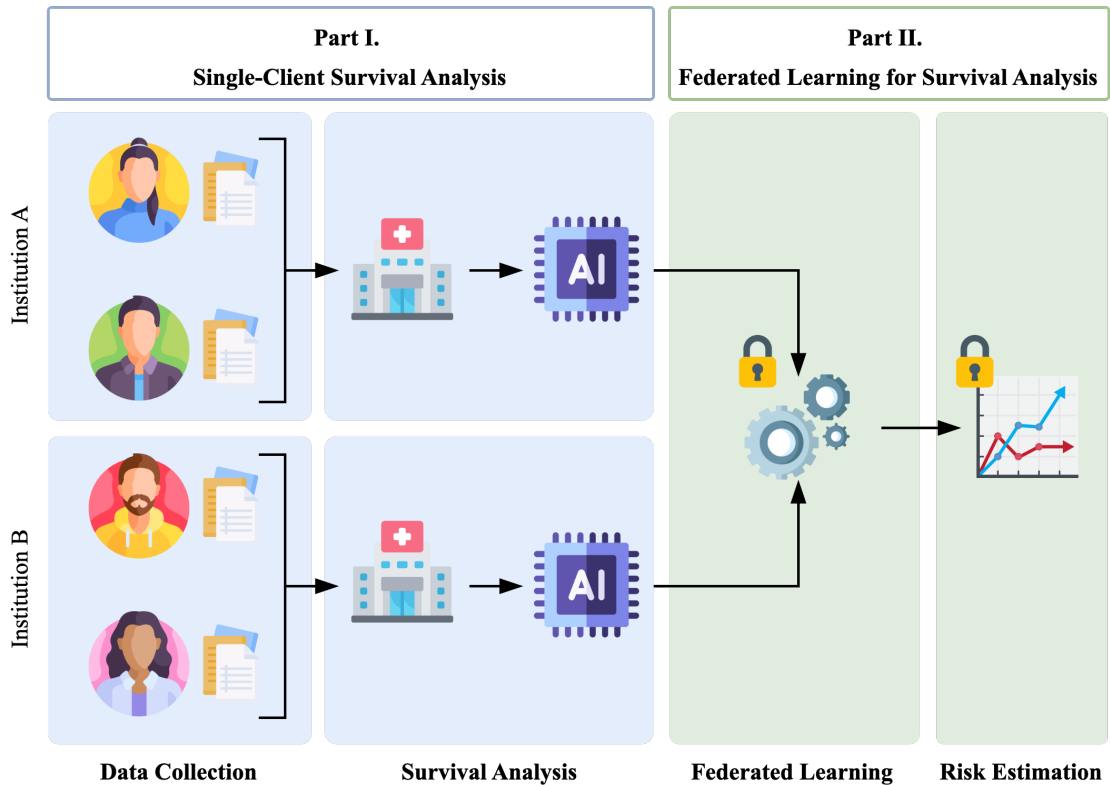 Part I.
Single-Client Survival Analysis
Part II.
Federated Learning for Survival Analysis
Institution A
AI
Institution B
AI
Data Collection
Survival Analysis
Federated Learning
Risk Estimation